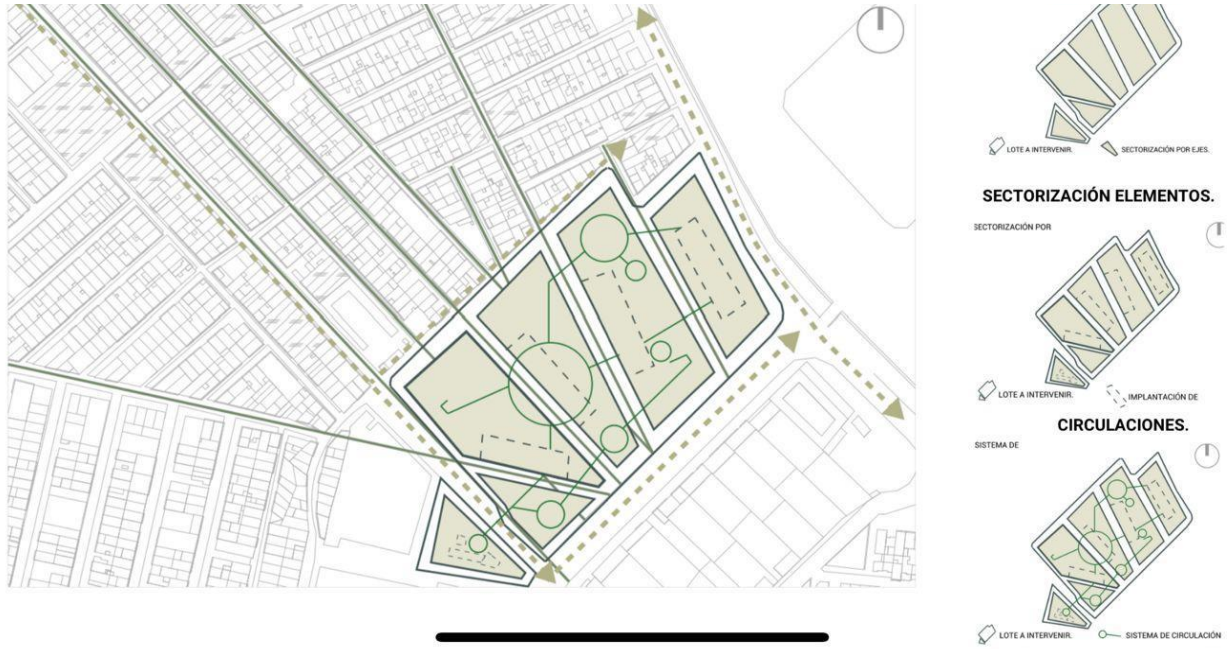 LOTE A INTERVENIR.
SECTORIZACIÓN POR EJES.
SECTORIZACIÓN ELEMENTOS.
SECTORIZACIÓN POR
LOTE A INTERVENIR.
IMPLANTACIÓN DE
CIRCULACIONES.
SISTEMA DE
LOTE A INTERVENIR.
SISTEMA DE CIRCULACIÓN